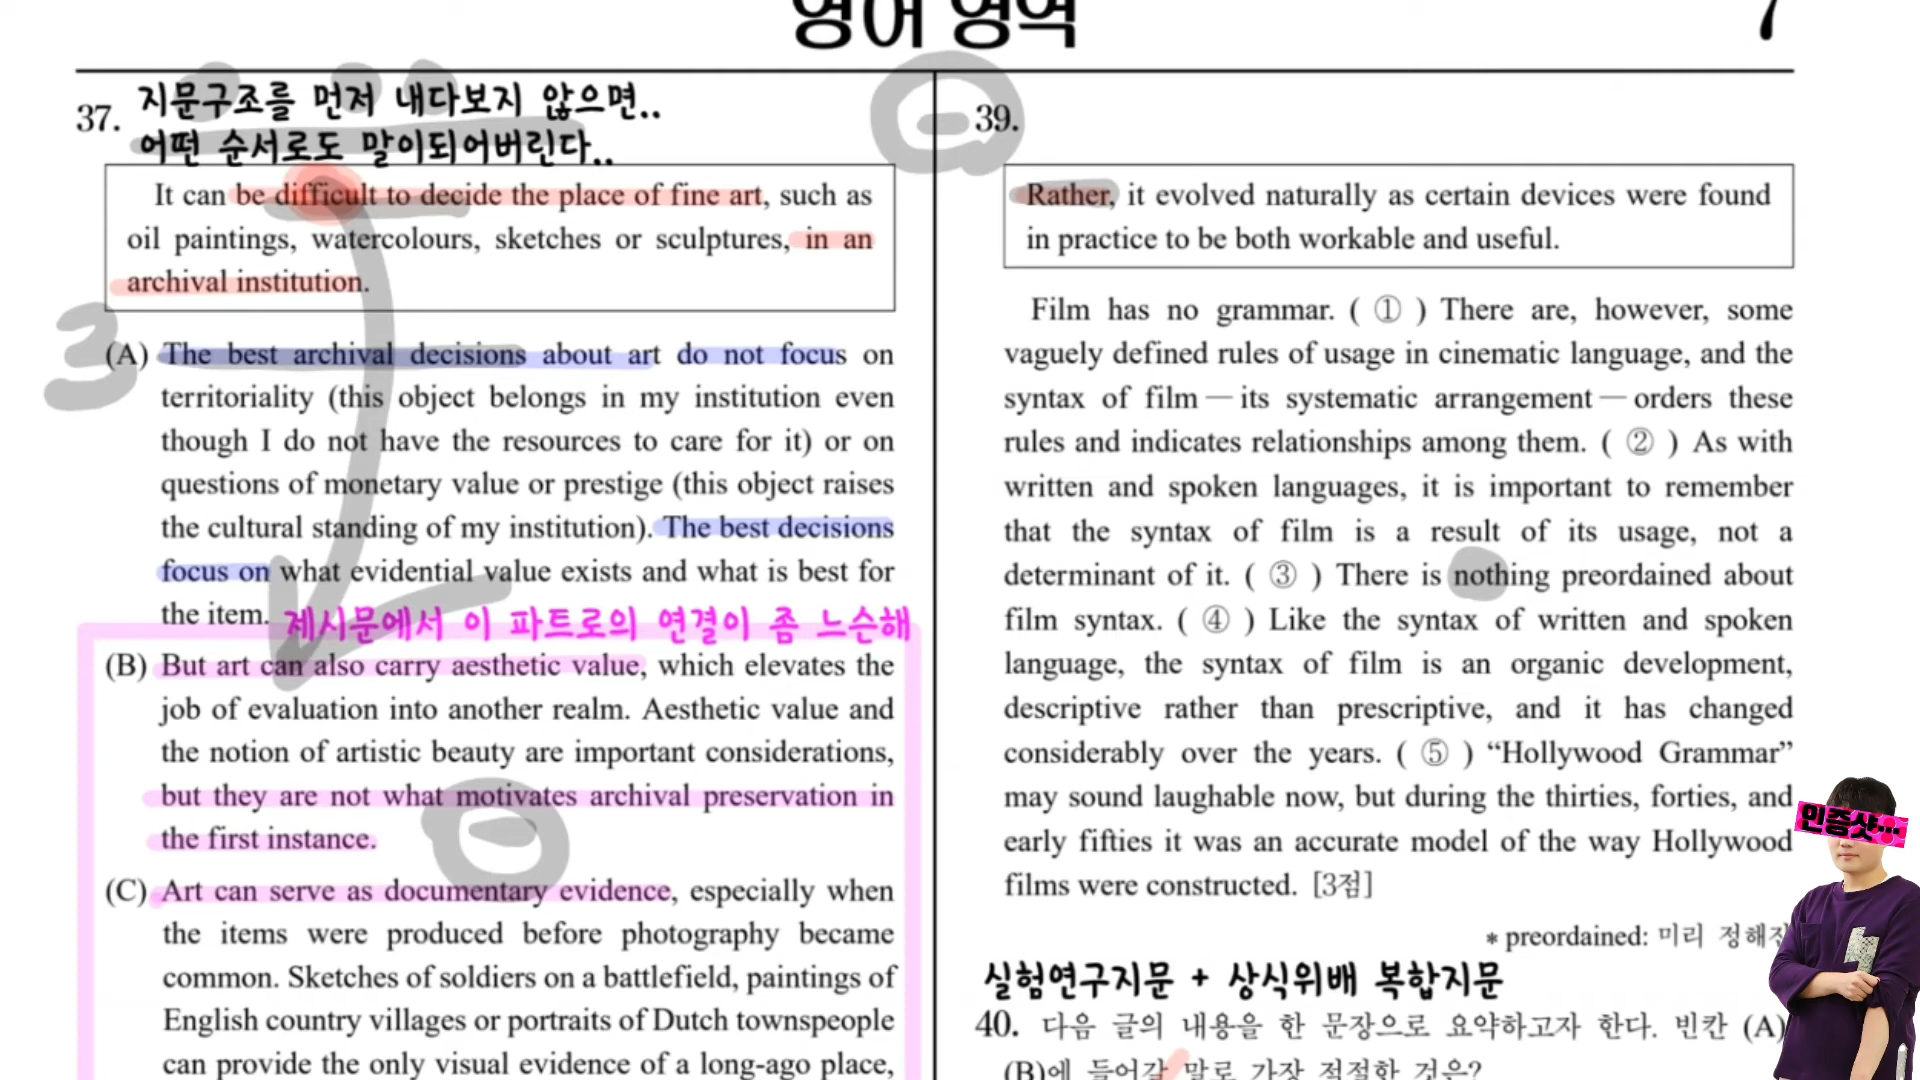 영어 영역
7
37. 지문구조를 먼저 내다보지 않으면..
어떤 순서로도 말이되어버린다..
It can be difficult to decide the place of fine art, such as
oil paintings, watercolours, sketches or sculptures, in an
archival institution.
3
(A) The best archival decisions about art do not focus on
territoriality (this object belongs in my institution even
though I do not have the resources to care for it) or on
questions of monetary value or prestige (this object raises
the cultural standing of my institution). The best decisions
focus on what evidential value exists and what is best for
the item. 제시문에서 이 파트로의 연결이 좀 느슨해
(B) But art can also carry aesthetic value, which elevates the
job of evaluation into another realm. Aesthetic value and
the notion of artistic beauty are important considerations,
but they are not what motivates archival preservation in
the first instance.
(C) Art can serve as documentary evidence, especially when
the items were produced before photography became
common. Sketches of soldiers on a battlefield, paintings of
English country villages or portraits of Dutch townspeople
can provide the only visual evidence of a long-ago place,
39.
Rather, it evolved naturally as certain devices were found
in practice to be both workable and useful.
Film has no grammar. ( ① ) There are, however, some
vaguely defined rules of usage in cinematic language, and the
syntax of film — its systematic arrangement — orders these
rules and indicates relationships among them. ( ② ) As with
written and spoken languages, it is important to remember
that the syntax of film is a result of its usage, not a
determinant of it. ( ③ ) There is nothing preordained about
film syntax. ( ④ ) Like the syntax of written and spoken
language, the syntax of film is an organic development,
descriptive rather than prescriptive, and it has changed
considerably over the years. ( ⑤ ) “Hollywood Grammar”
may sound laughable now, but during the thirties, forties, and
early fifties it was an accurate model of the way Hollywood
films were constructed. [3점]
* preordained: 미리 정해진
실험연구지문 + 상식위배 복합지문
40. 다음 글의 내용을 한 문장으로 요약하고자 한다. 빈칸 (A)
(B)에 들어갈 말로 가장 적절한 것은?
인증샷...